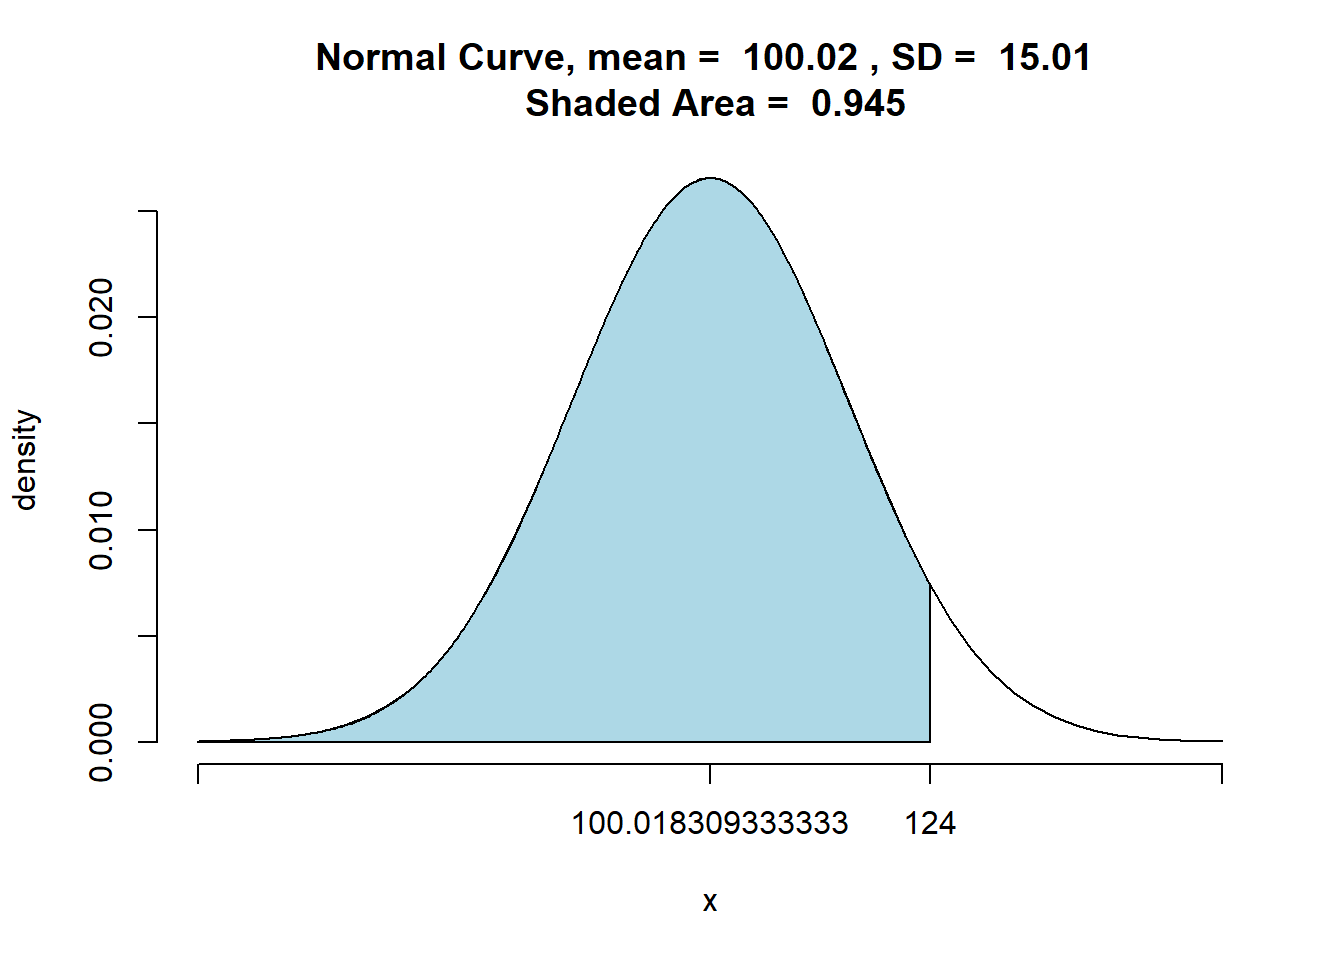 Normal Curve, mean =  100.02 , SD =  15.01
Shaded Area =  0.945
density
0.020
0.010
0.000
100.018309333333
124
x